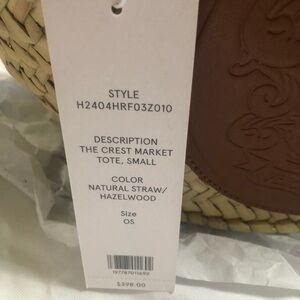 STYLE
H2404HRF03Z010
DESCRIPTION
THE CREST MARKET
TOTE, SMALL
COLOR
NATURAL STRAW/
HAZELWOOD
Size
OS
$398.00